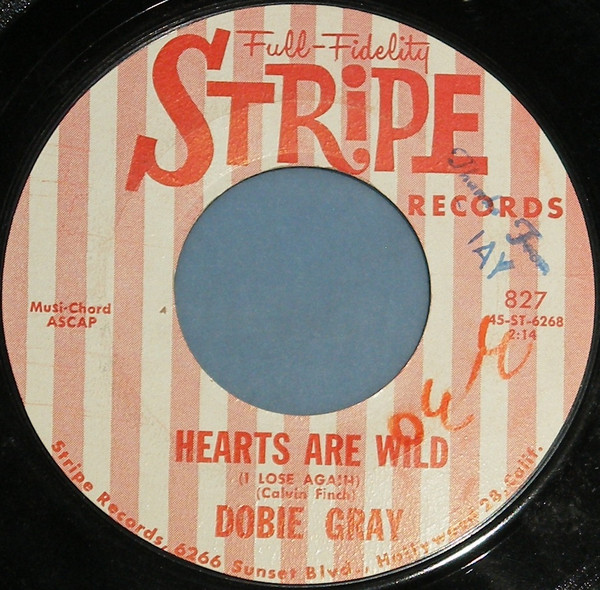 Full-Fidelity
STRIPE
RECORDS
IAY
Musi-Chord
ASCAP
827
45-ST-6268
2:14
HEARTS ARE WILD
(I LOSE AGAIN)
(Calvin Finch)
DOBIE GRAY
Stripe Records, 6266 Sunset Blvd., Hollywood 28, Calif.